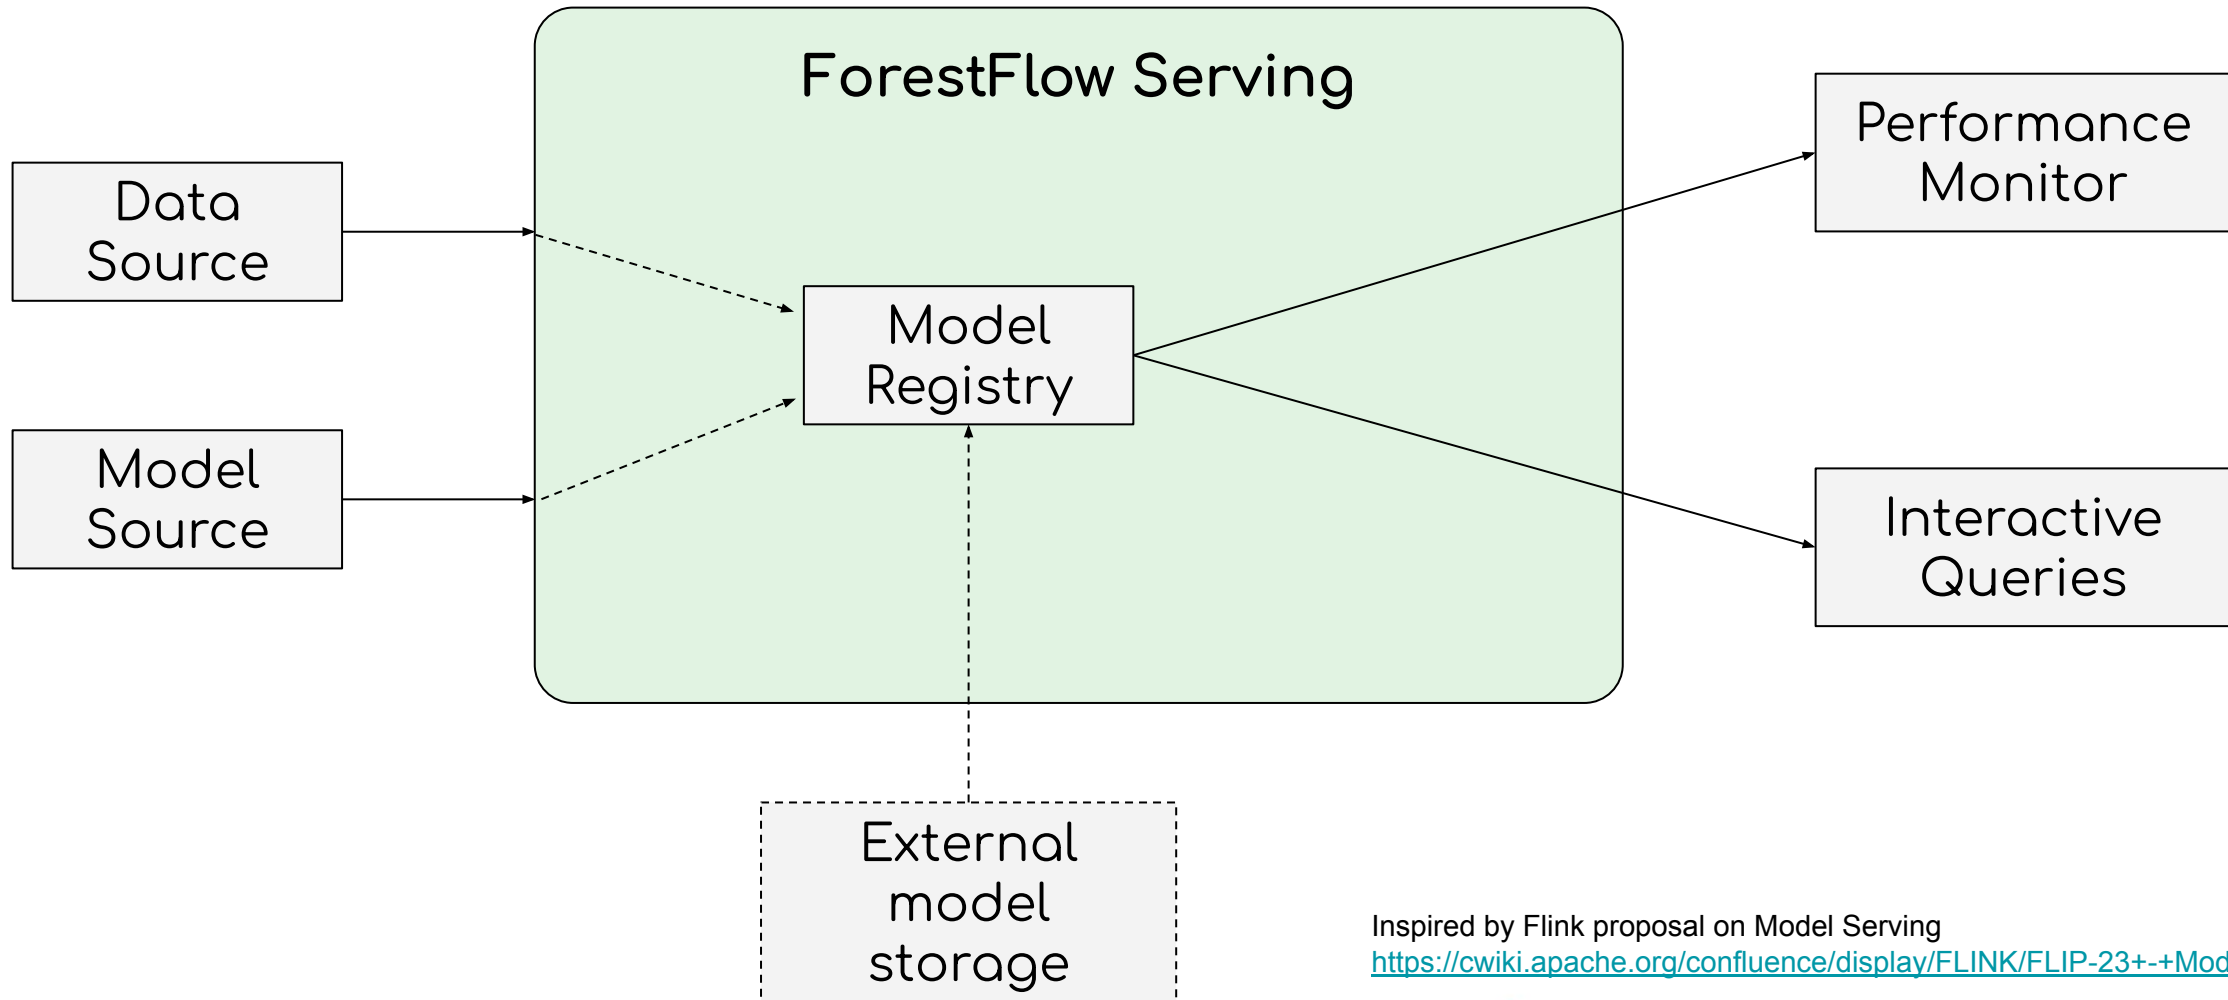 ForestFlow Serving
Data
Source
Model
Source
Model
Registry
Performance
Monitor
Interactive
Queries
External
model
storage
Inspired by Flink proposal on Model Serving
https://cwiki.apache.org/confluence/display/FLINK/FLIP-23+-+Mod